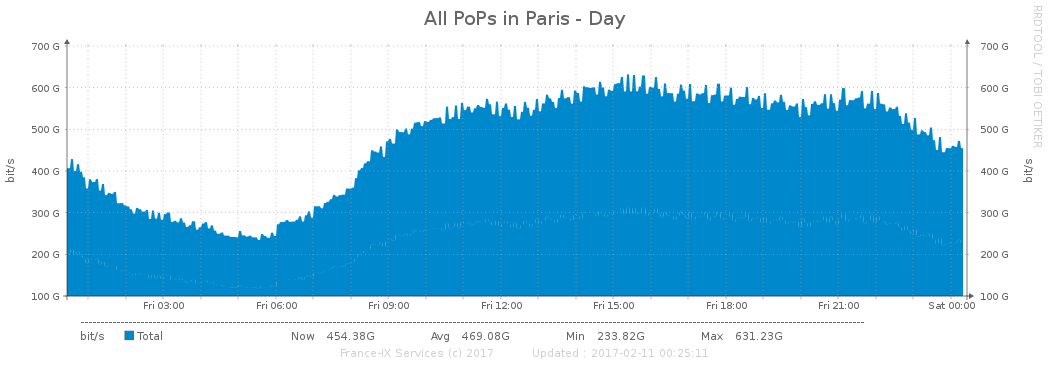 All PoPs in Paris - Day
RRDTOOL / TOBI OETIKER
700 G 700 G
600 G 600 G
500 G 500 G
400 G 400 G
300 G 300 G
200 G 200 G
100 G 100 G
bit/s bit/s
Fri 03:00 Fri 06:00 Fri 09:00 Fri 12:00 Fri 15:00 Fri 18:00 Fri 21:00 Sat 00:00
bit/s Total Now 454.38G Avg 469.08G Min 233.82G Max 631.23G
France-IX Services (c) 2017 Updated : 2017-02-11 00:25:11